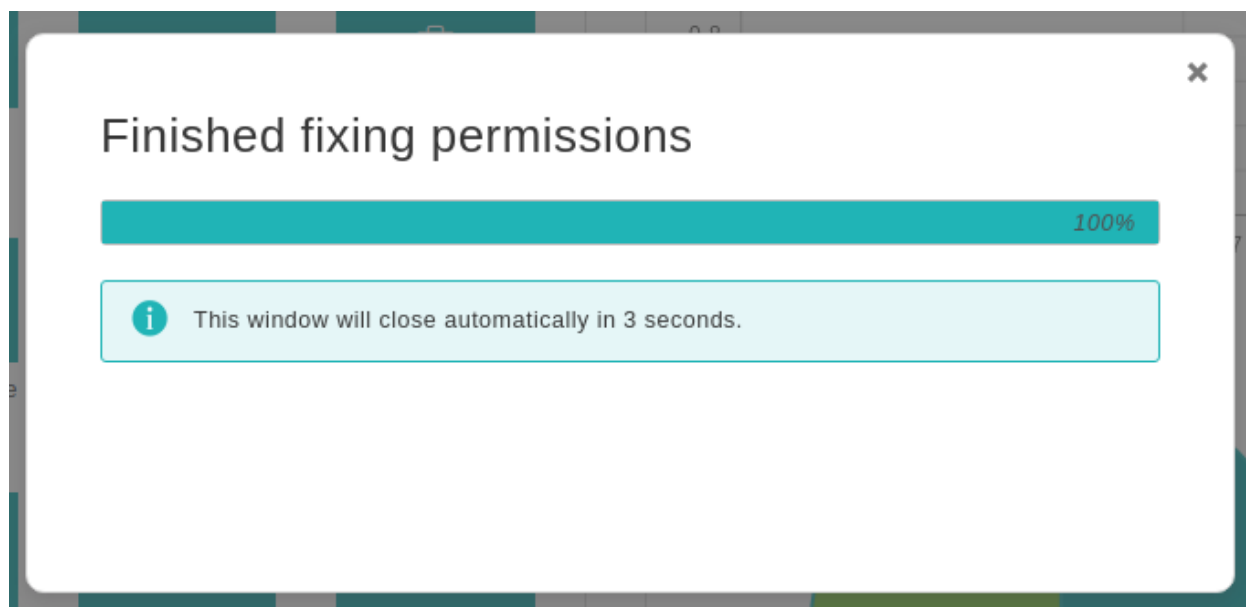 Finished fixing permissions
100%
This window will close automatically in 3 seconds.